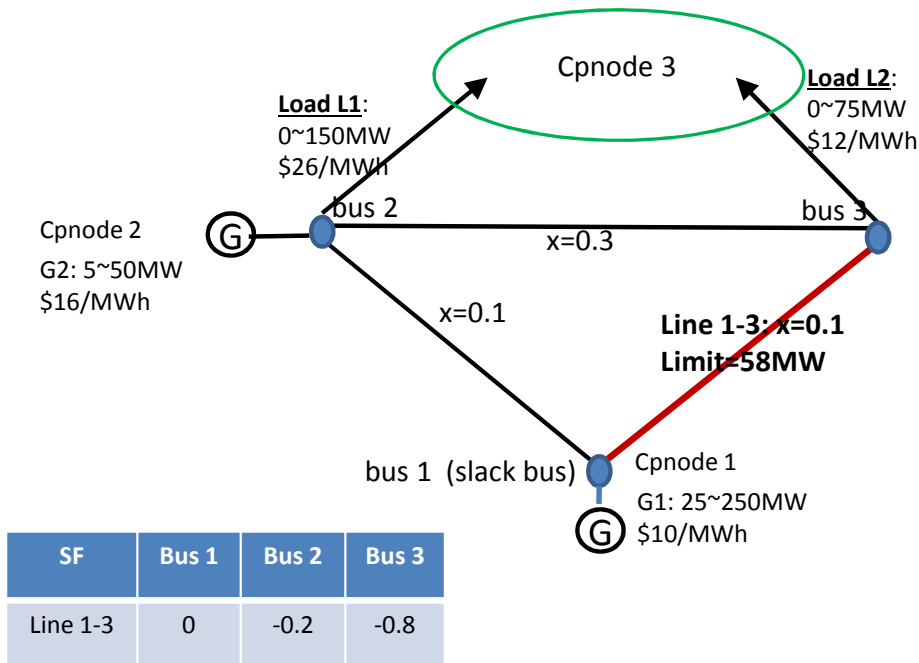 Cpnode 3
Load L1:
0~150MW
$26/MWh
Load L2:
0~75MW
$12/MWh
bus 2
bus 3
Cpnode 2
G
G2: 5~50MW
$16/MWh
x=0.3
x=0.1
Line 1-3: x=0.1
Limit=58MW
bus 1 (slack bus)
Cpnode 1
G1: 25~250MW
$10/MWh
G
SF Bus 1 Bus 2 Bus 3
Line 1-3 0 -0.2 -0.8